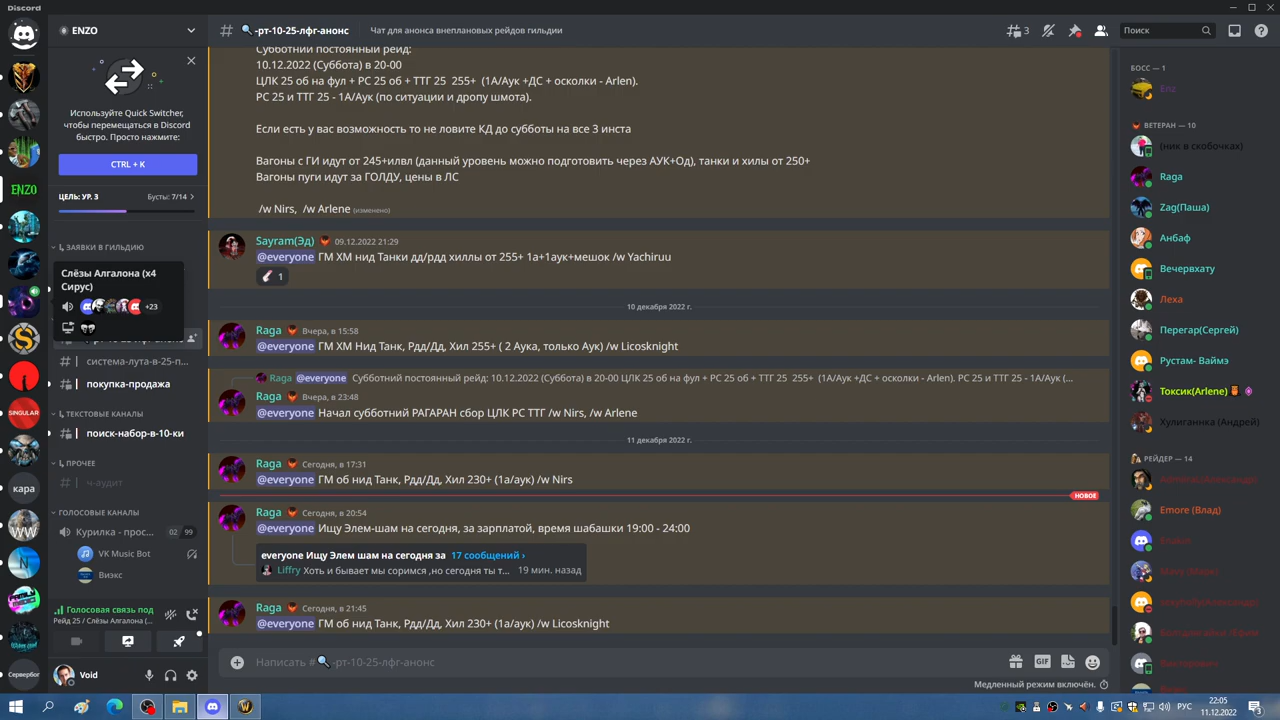 Discord
ENZO
🔍 -рт-10-25-лфг-анонс
Чат для анонса внеплановых рейдов гильдии
3
Поиск
Используйте Quick Switcher,
чтобы перемещаться в Discord
быстро. Просто нажмите:
CTRL + K
ЦЕЛЬ: УР. 3
Бусты: 7/14
ЗАЯВКИ В ГИЛЬДИЮ
Слёзы Алгалона (x4
Сирус)
+23
система-лута-в-25-п...
покупка-продажа
ТЕКСТОВЫЕ КАНАЛЫ
поиск-набор-в-10-ки
ПРОЧЕЕ
ч-аудит
ГОЛОСОВЫЕ КАНАЛЫ
Курилка - прос...
02 99
VK Music Bot
Виэкс
Голосовая связь под
Рейд 25 / Слёзы Алгалона (...
Void
ENZO
SINGULAR
кара
Сервербог
Субботний постоянный рейд:
10.12.2022 (Суббота) в 20-00
ЦЛК 25 об на фул + РС 25 об + ТТГ 25 255+ (1А/Аук +ДС + осколки - Arlen).
РС 25 и ТТГ 25 - 1А/Аук (по ситуации и дропу шмота).
Если есть у вас возможность то не ловите КД до субботы на все 3 инста
Вагоны с ГИ идут от 245+илвл (данный уровень можно подготовить через АУК+Од), танки и хилы от 250+
Вагоны пуги идут за ГОЛДУ, цены в ЛС
/w Nirs, /w Arlene (изменено)
Sayram(Эд) 09.12.2022 21:29
@everyone ГМ ХМ нид Танки дд/рдд хиллы от 255+ 1а+1аук+мешок /w Yachiruu
1
10 декабря 2022 г.
Raga Вчера, в 15:58
@everyone ГМ ХМ Нид Танк, Рдд/Дд, Хил 255+ ( 2 Аука, только Аук) /w Licosknight
Raga @everyone Субботний постоянный рейд: 10.12.2022 (Суббота) в 20-00 ЦЛК 25 об на фул + РС 25 об + ТТГ 25 255+ (1А/Аук +ДС + осколки - Arlen). РС 25 и ТТГ 25 - 1А/Аук (...
Raga Вчера, в 23:48
@everyone Начал субботний РАГАРАН сбор ЦЛК РС ТТГ /w Nirs, /w Arlene
11 декабря 2022 г.
Raga Сегодня, в 17:31
@everyone ГМ об нид Танк, Рдд/Дд, Хил 230+ (1а/аук) /w Nirs
НОВОЕ
Raga Сегодня, в 20:54
@everyone Ищу Элем-шам на сегодня, за зарплатой, время шабашки 19:00 - 24:00
everyone Ищу Элем шам на сегодня за 17 сообщений ›
Liffry Хоть и бывает мы соримся ,но сегодня ты т... 19 мин. назад
Raga Сегодня, в 21:45
@everyone ГМ об нид Танк, Рдд/Дд, Хил 230+ (1а/аук) /w Licosknight
Написать #🔍-рт-10-25-лфг-анонс
GIF
Медленный режим включён.
БОСС — 1
Enz
ВЕТЕРАН — 10
(ник в скобочках)
Raga
Zag(Паша)
Анбаф
Вечервхату
Леха
Перегар(Сергей)
Рустам- Ваймэ
Токсик(Arlene)
Хулиганнка (Андрей)
РЕЙДЕР — 14
Emore (Влад)
РУС
22:05
11.12.2022
3